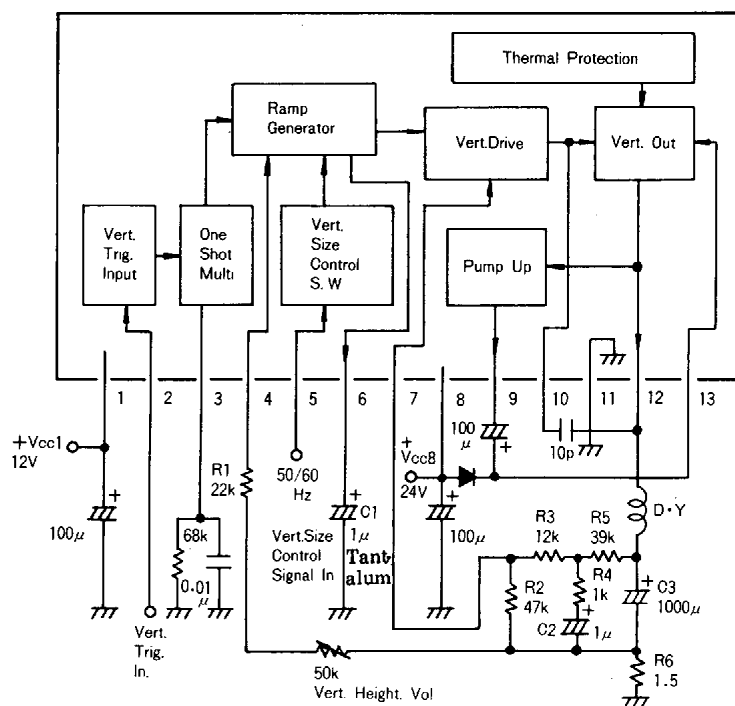 Thermal Protection
Ramp
Generator
Vert.Drive
Vert. Out
Vert.
Trig.
Input
One
Shot
Multi
Vert.
Size
Control
S. W
Pump Up
1 2 3 4 5 6 7 8 9 10 11 12 13
+Vcc1
12V
100μ
+
68k
0.01
μ
Vert.
Trig.
In.
R1
22k
50/60
Hz
Vert.Size
Control
Signal In
+
C1
1μ
Tant
alum
+
Vcc8
24V
+
100μ
100
μ
+
10p
D·Y
R3
12k
R5
39k
R2
47k
R4
1k
+
C2
1μ
+
C3
1000μ
R6
1.5
50k
Vert. Height. Vol